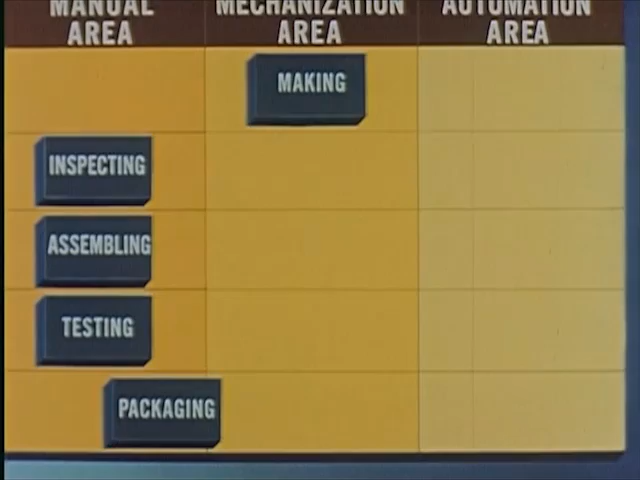 MANUAL AREA
MECHANIZATION AREA
AUTOMATION AREA
MAKING
INSPECTING
ASSEMBLING
TESTING
PACKAGING